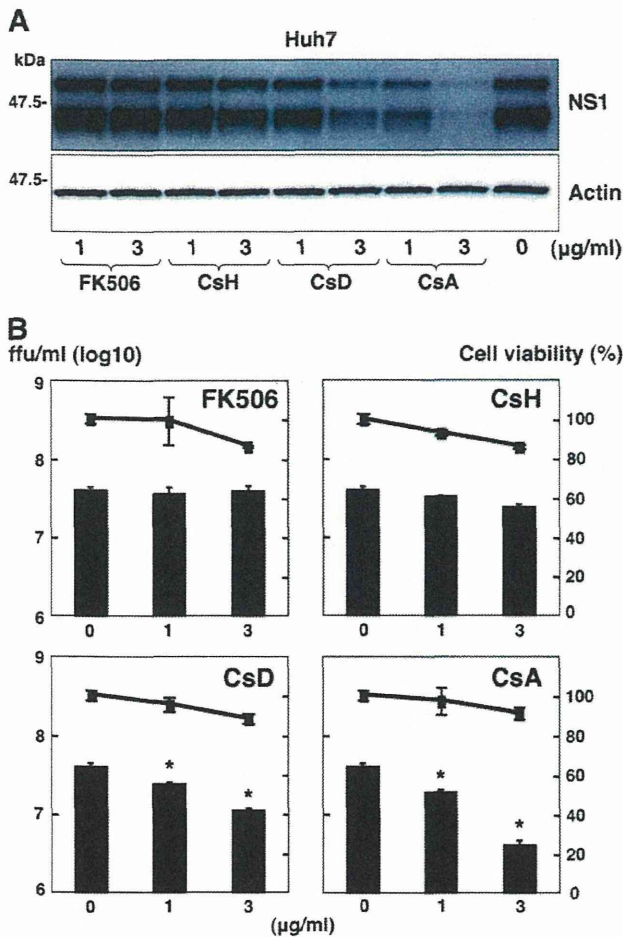 A
Huh7
kDa
47.5-
NS1
47.5-
Actin
1 3 1 3 1 3 1 3 0 (µg/ml)
FK506 CsH CsD CsA
B
ffu/ml (log10) Cell viability (%)
9 FK506 CsH
100
8 80
60
7 40
20
6 0
0 1 3 0 1 3
9 CsD CsA
100
8 * 80
* * 60
7 * 40
20
6 0
0 1 3 0 1 3
(µg/ml)